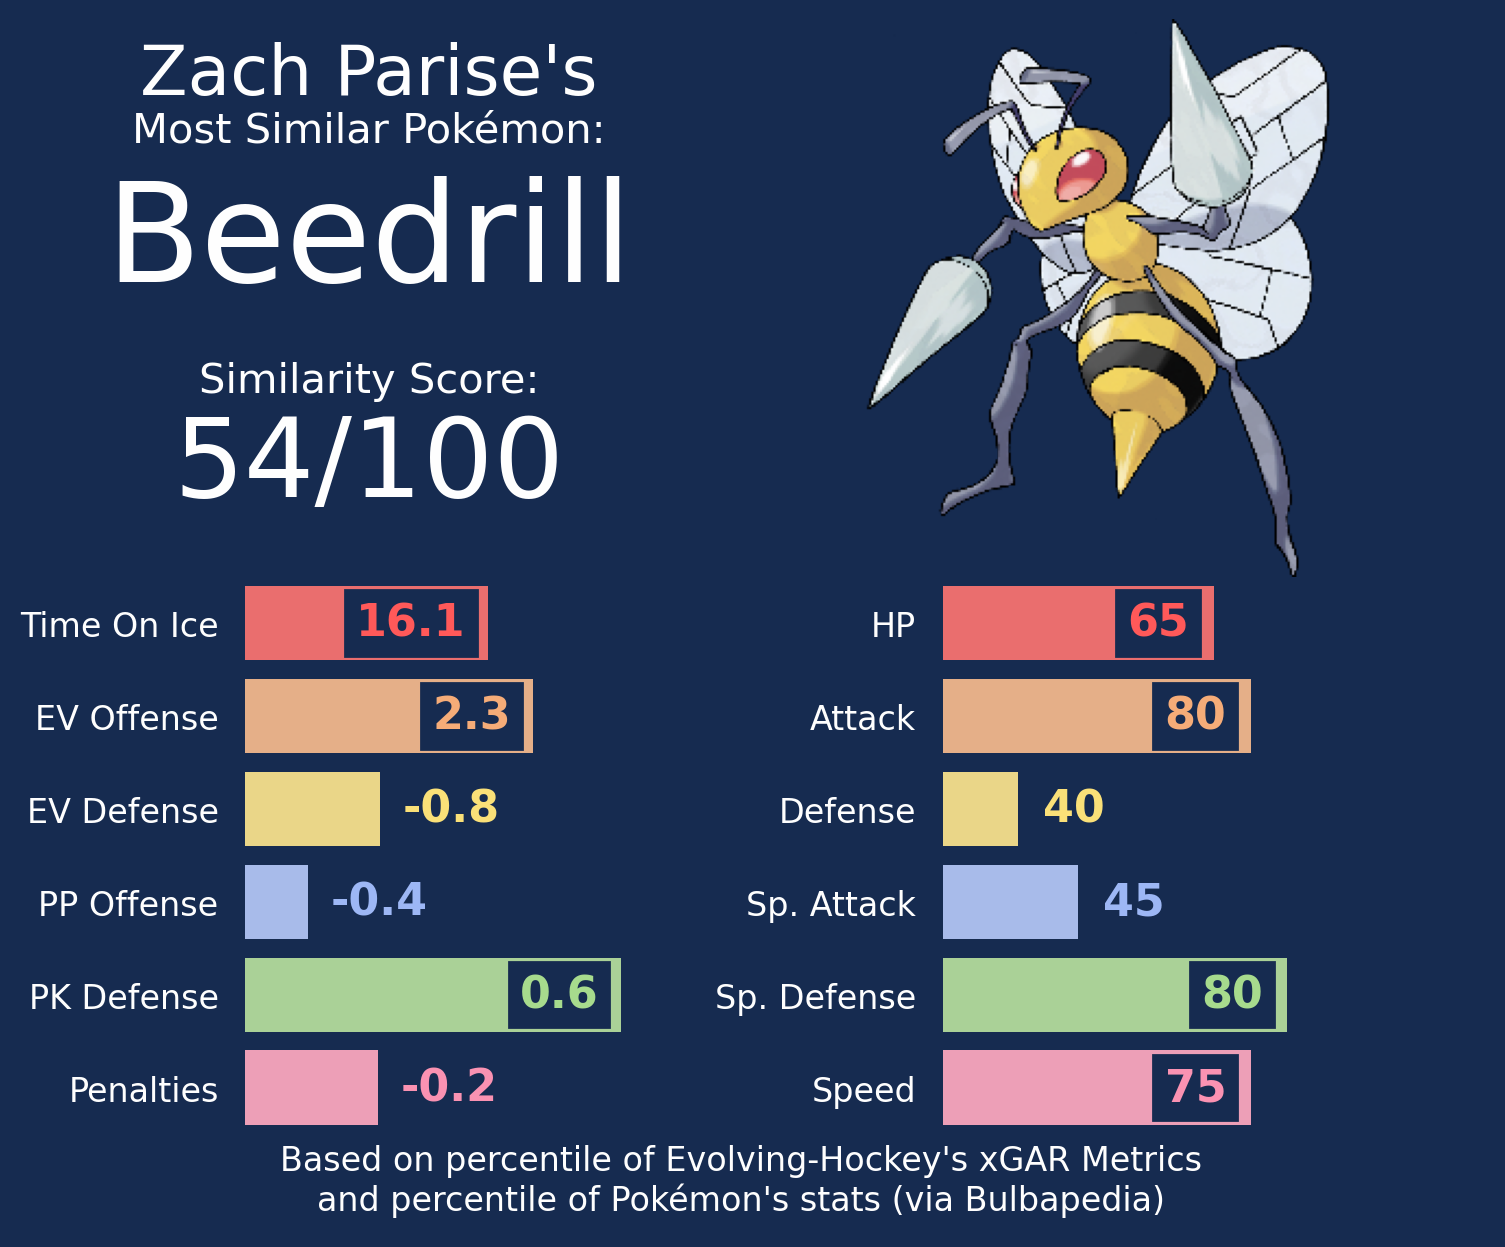 Zach Parise's
Most Similar Pokémon:
Beedrill
Similarity Score:
54/100
Time On Ice 16.1
EV Offense 2.3
EV Defense -0.8
PP Offense -0.4
PK Defense 0.6
Penalties -0.2
HP 65
Attack 80
Defense 40
Sp. Attack 45
Sp. Defense 80
Speed 75
Based on percentile of Evolving-Hockey's xGAR Metrics
and percentile of Pokémon's stats (via Bulbapedia)